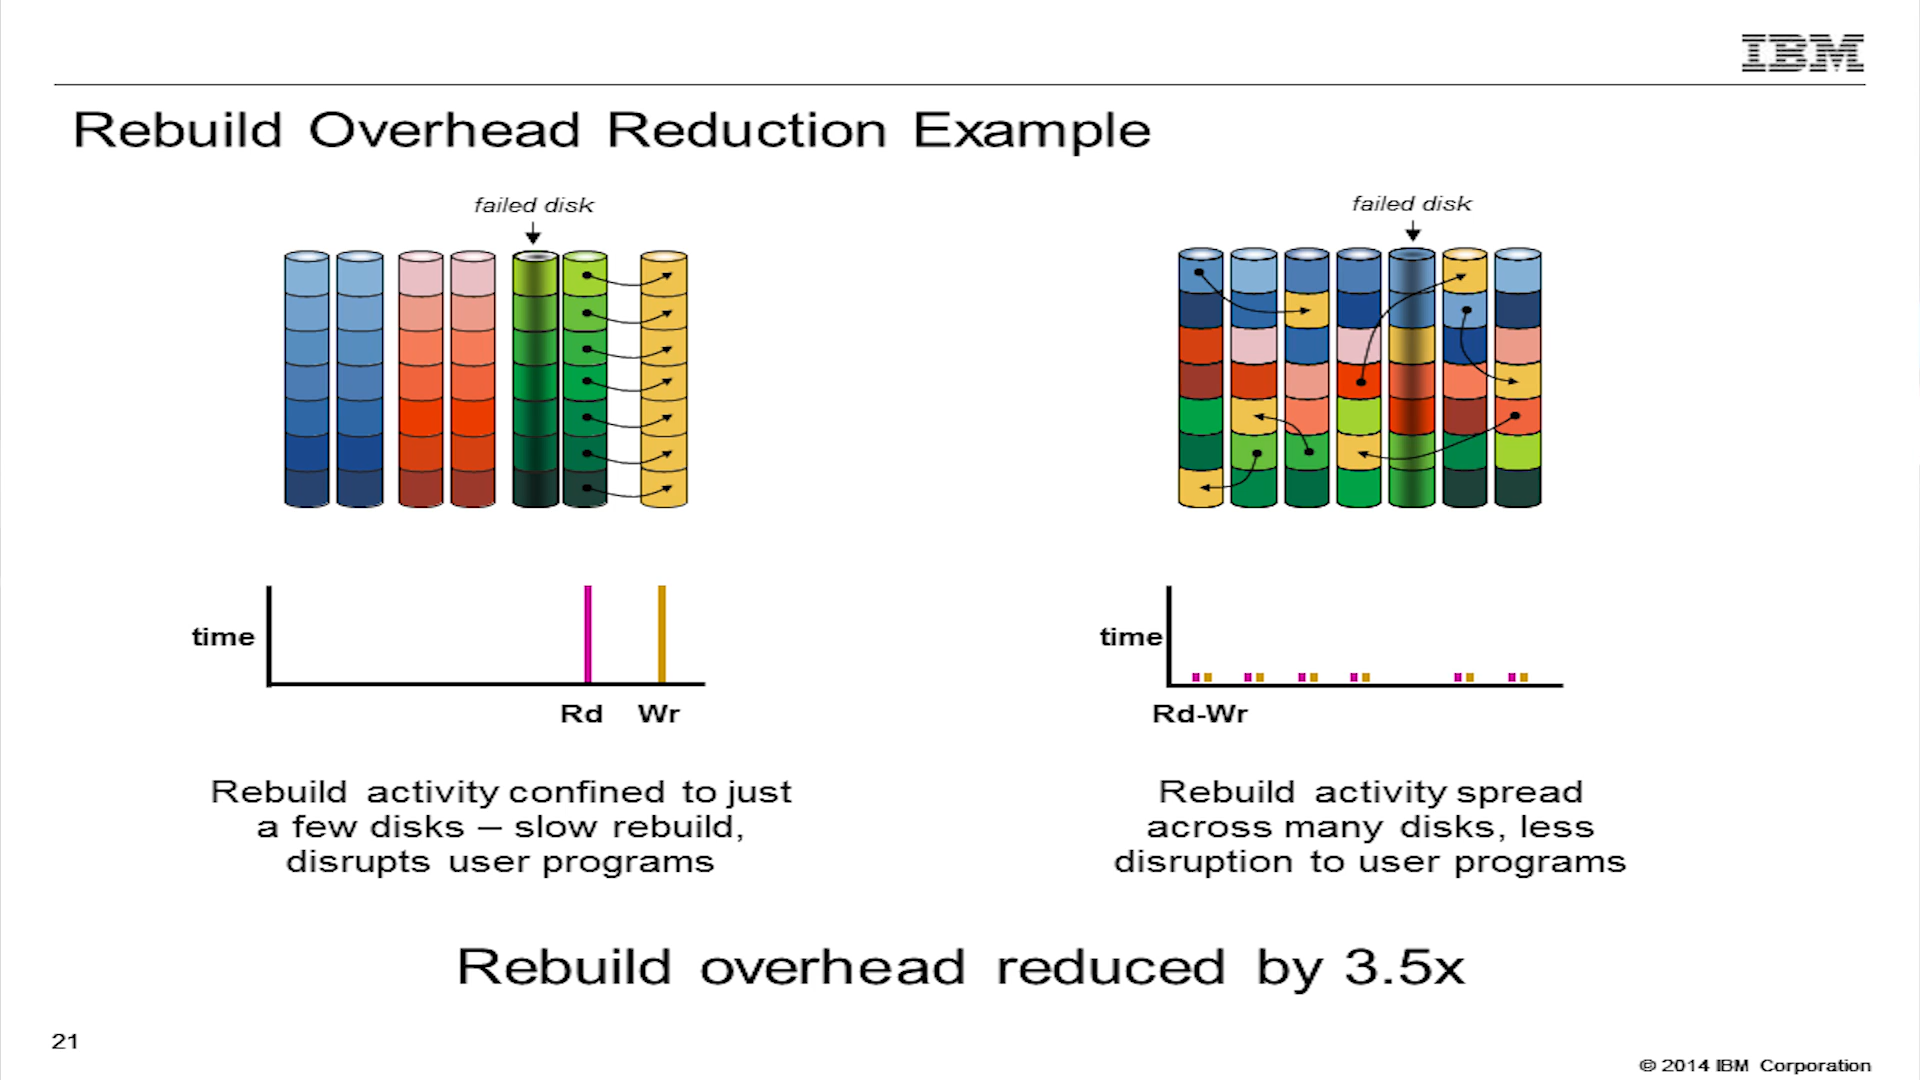 IBM
Rebuild Overhead Reduction Example
failed disk
failed disk
time
Rd Wr
time
Rd-Wr
Rebuild activity confined to just
a few disks – slow rebuild,
disrupts user programs
Rebuild activity spread
across many disks, less
disruption to user programs
Rebuild overhead reduced by 3.5x
21
© 2014 IBM Corporation